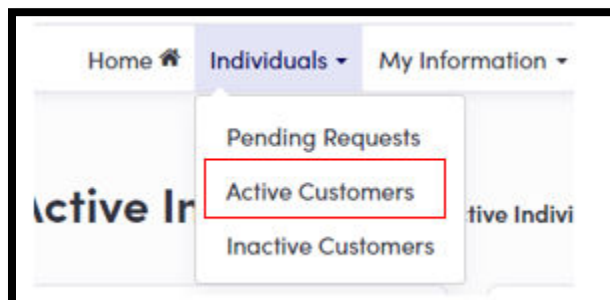 Home Individuals My Information
Pending Requests
Active Customers
Inactive Customers